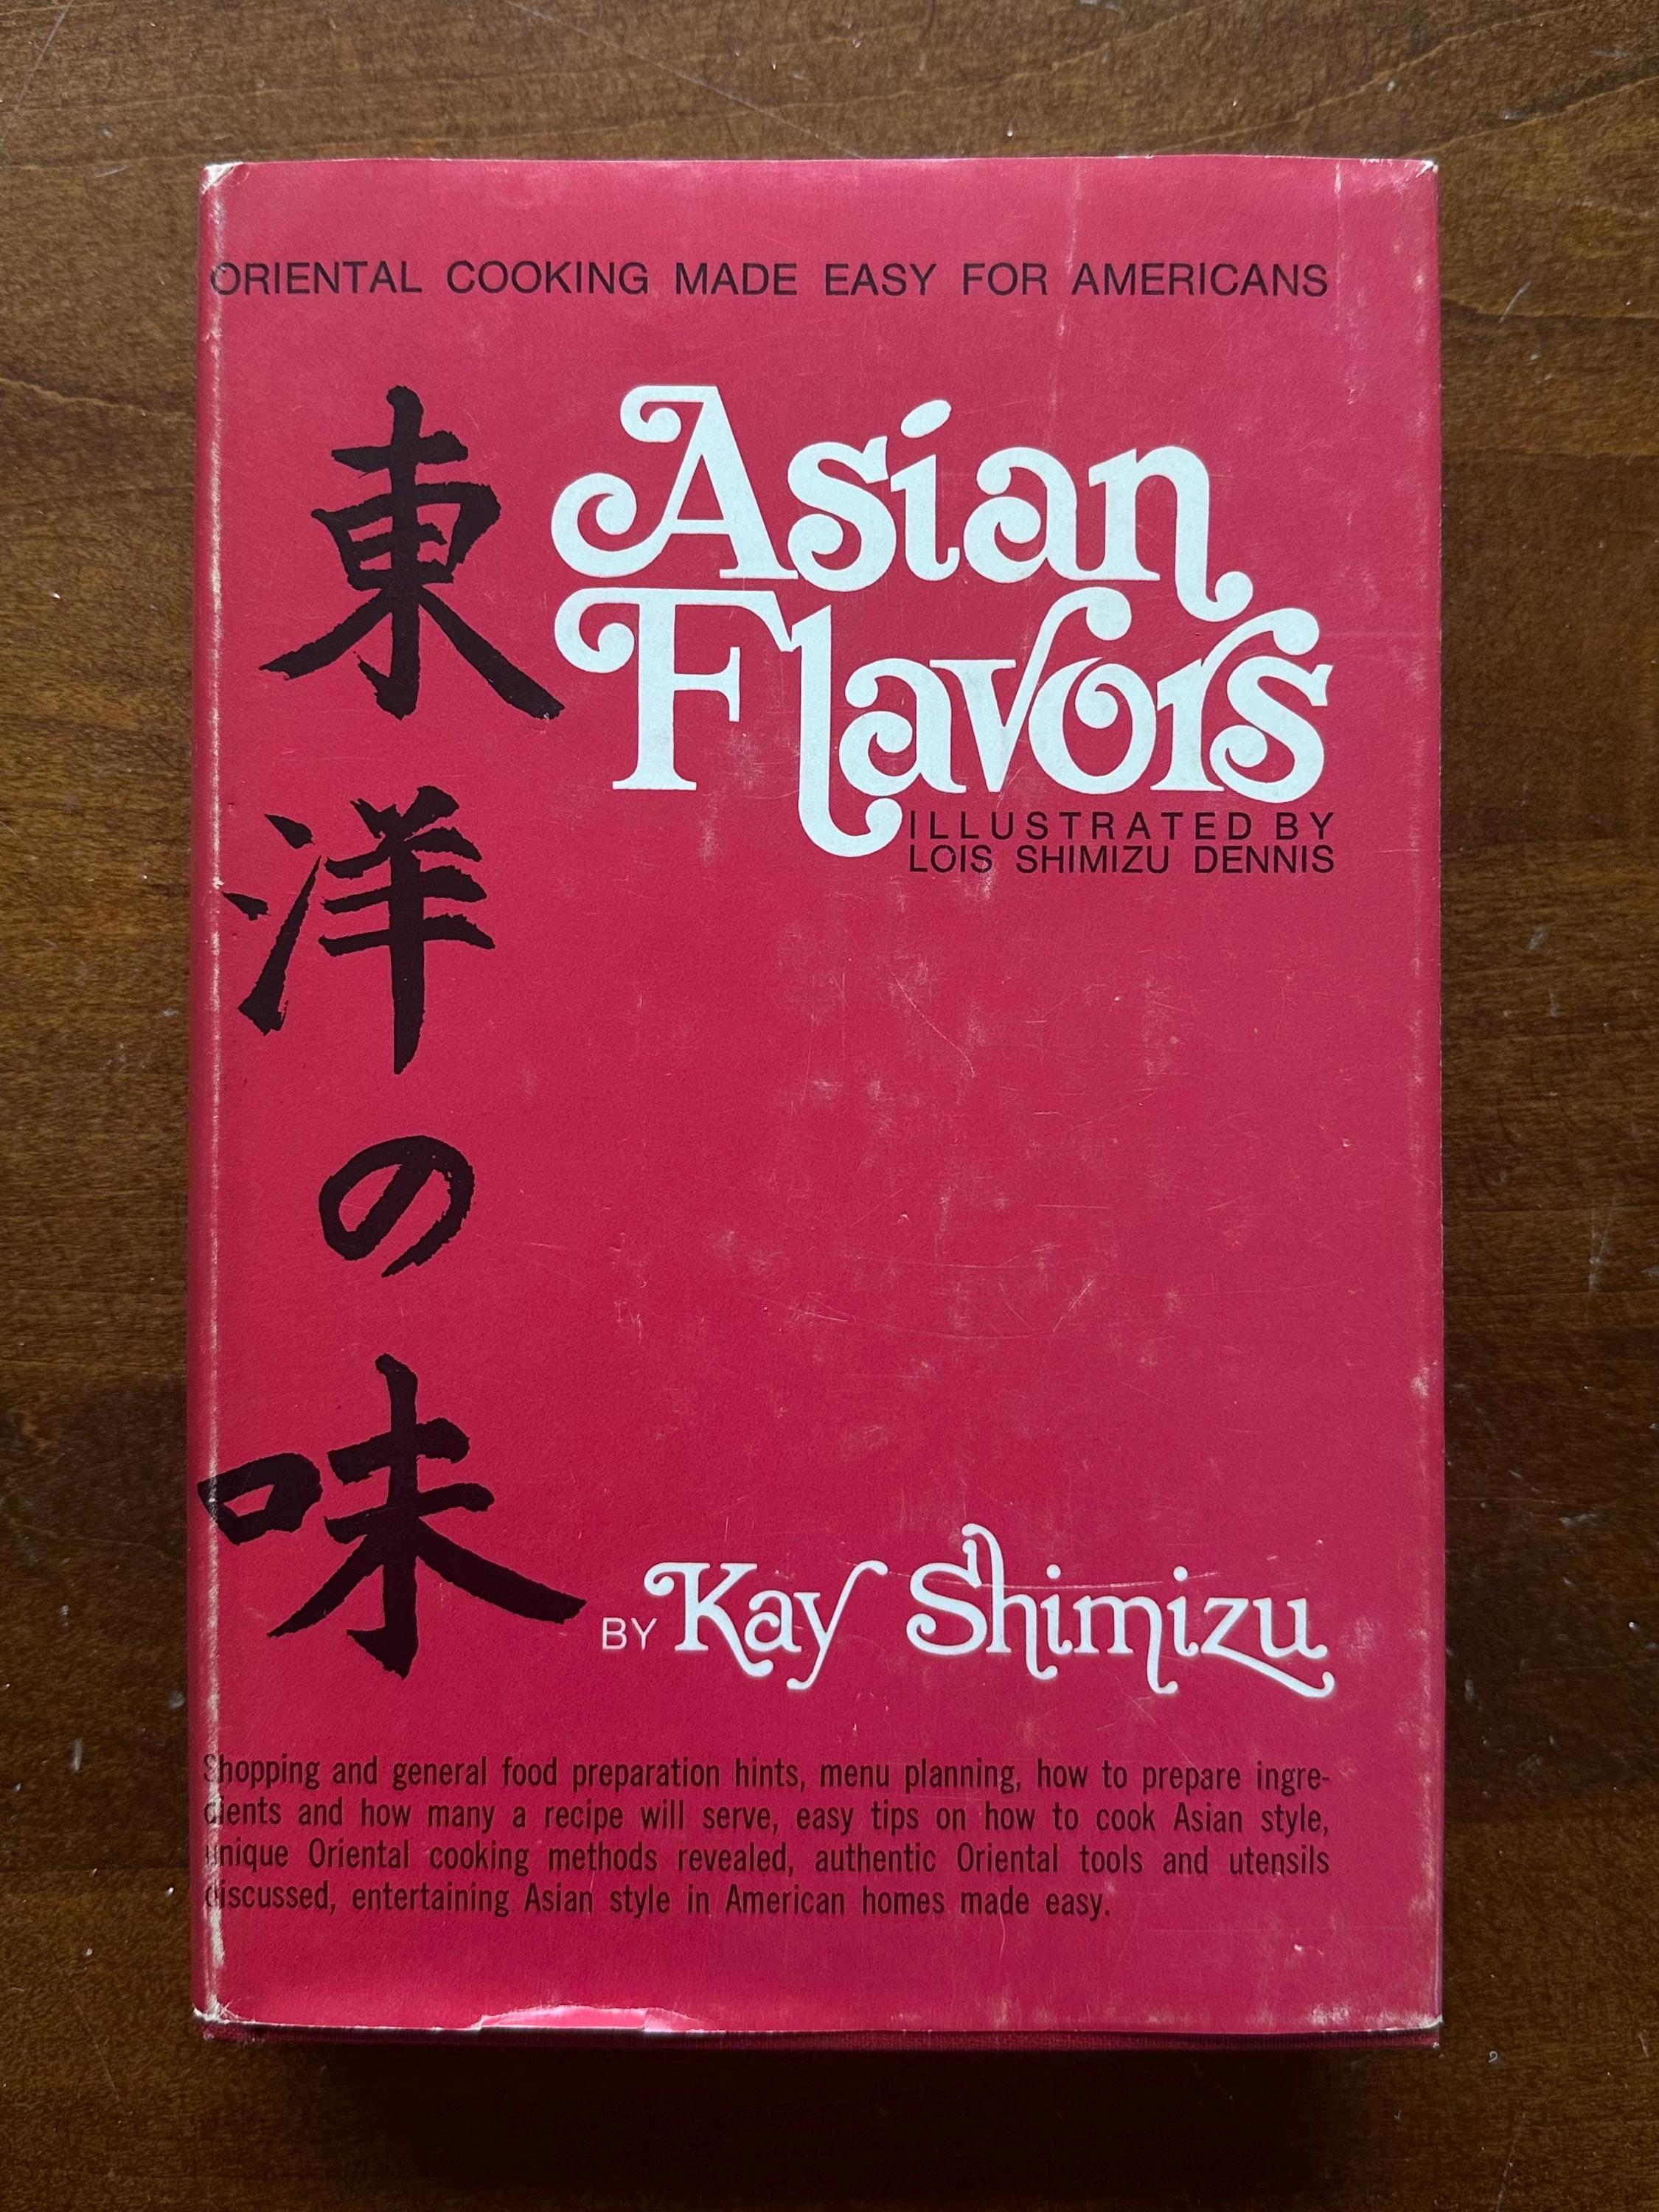 ORIENTAL COOKING MADE EASY FOR AMERICANS
東洋の味
Asian
Flavors
ILLUSTRATED BY
LOIS SHIMIZU DENNIS
BY Kay Shimizu
Shopping and general food preparation hints, menu planning, how to prepare ingre-
dients and how many a recipe will serve, easy tips on how to cook Asian style,
unique Oriental cooking methods revealed, authentic Oriental tools and utensils
discussed, entertaining Asian style in American homes made easy.